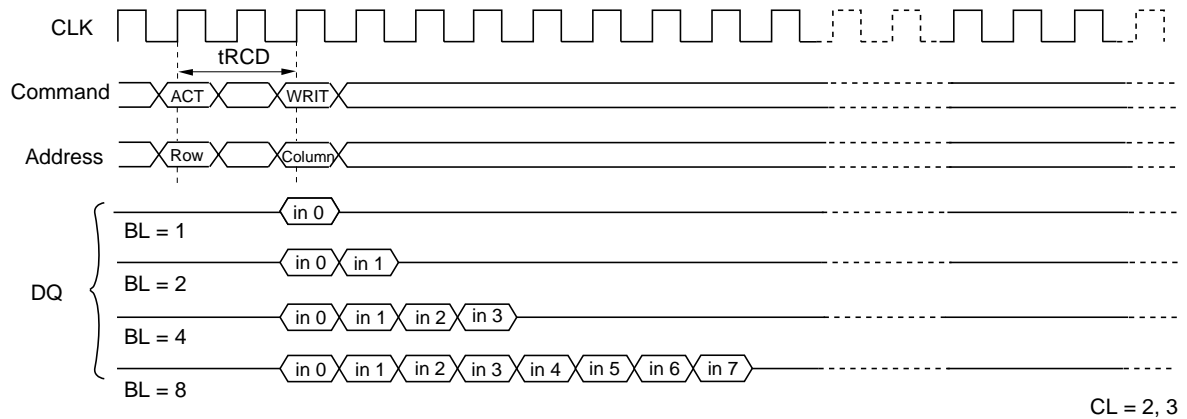 CLK
tRCD
Command ACT WRIT
Address Row Column
DQ
in 0
BL = 1
in 0 in 1
BL = 2
in 0 in 1 in 2 in 3
BL = 4
in 0 in 1 in 2 in 3 in 4 in 5 in 6 in 7
BL = 8
CL = 2, 3